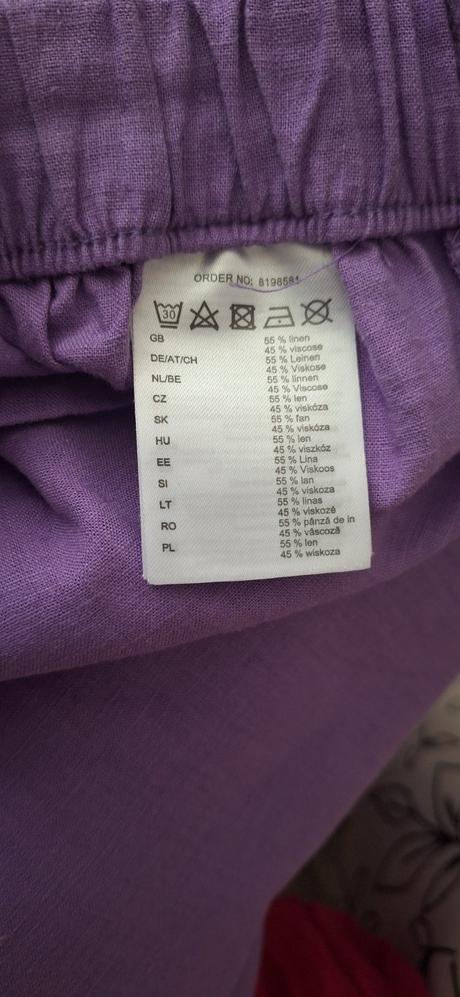 ORDER NO: 8198581
30
GB 55 % linen
45 % viscose
DE/AT/CH 55 % Leinen
45 % Viskose
NL/BE 55 % linnen
45 % Viscose
CZ 55 % len
45 % viskóza
SK 55 % ľan
45 % viskóza
HU 55 % len
45 % viszkóz
EE 55 % Lina
45 % Viskoos
SI 55 % lan
45 % viskoza
LT 55 % linas
45 % viskozė
RO 55 % pânză de in
45 % vâscoză
PL 55 % len
45 % wiskoza